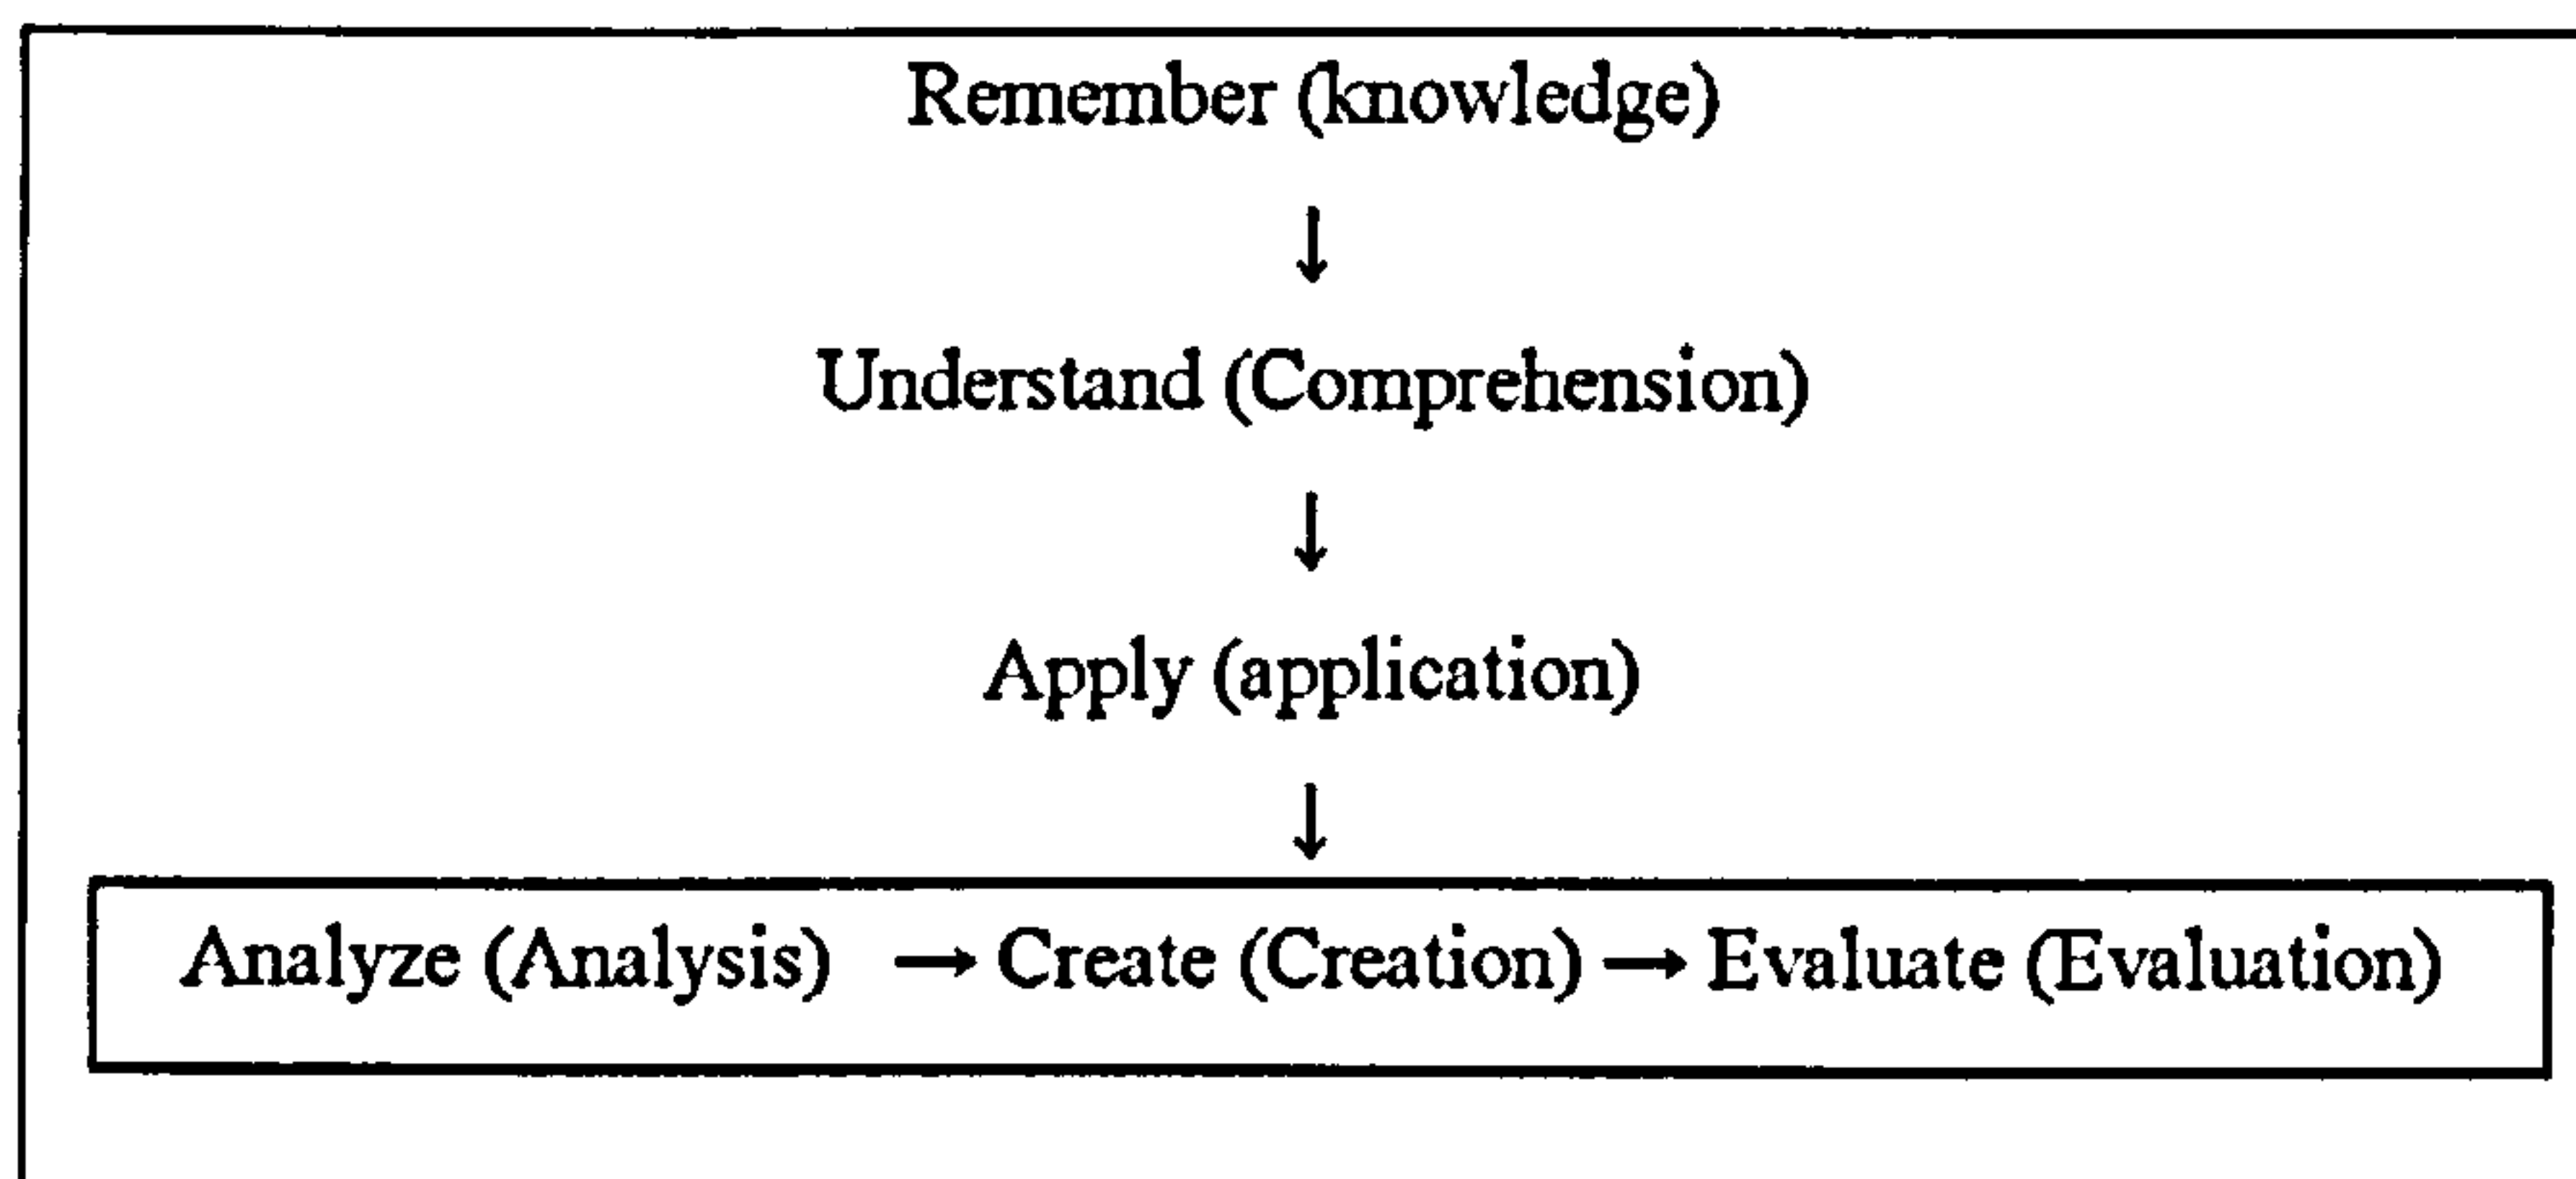 Remember (knowledge)
↓
Understand (Comprehension)
↓
Apply (application)
↓
Analyze (Analysis) → Create (Creation) → Evaluate (Evaluation)